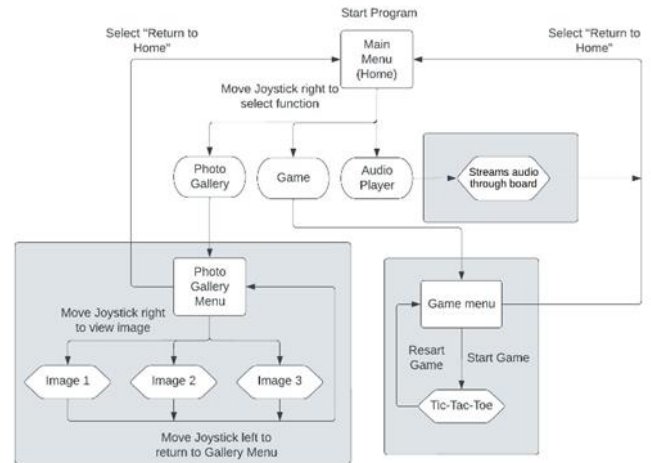 Start Program
Select "Return to
Home"
Select "Return to
Home"
Main
Menu
(Home)
Move Joystick right to
select function
Photo
Gallery
Game
Audio
Player
Streams audio
through board
Photo
Gallery
Menu
Game menu
Move Joystick right
to view image
Resart
Game
Start Game
Image 1
Image 2
Image 3
Tic-Tac-Toe
Move Joystick left to
return to Gallery Menu